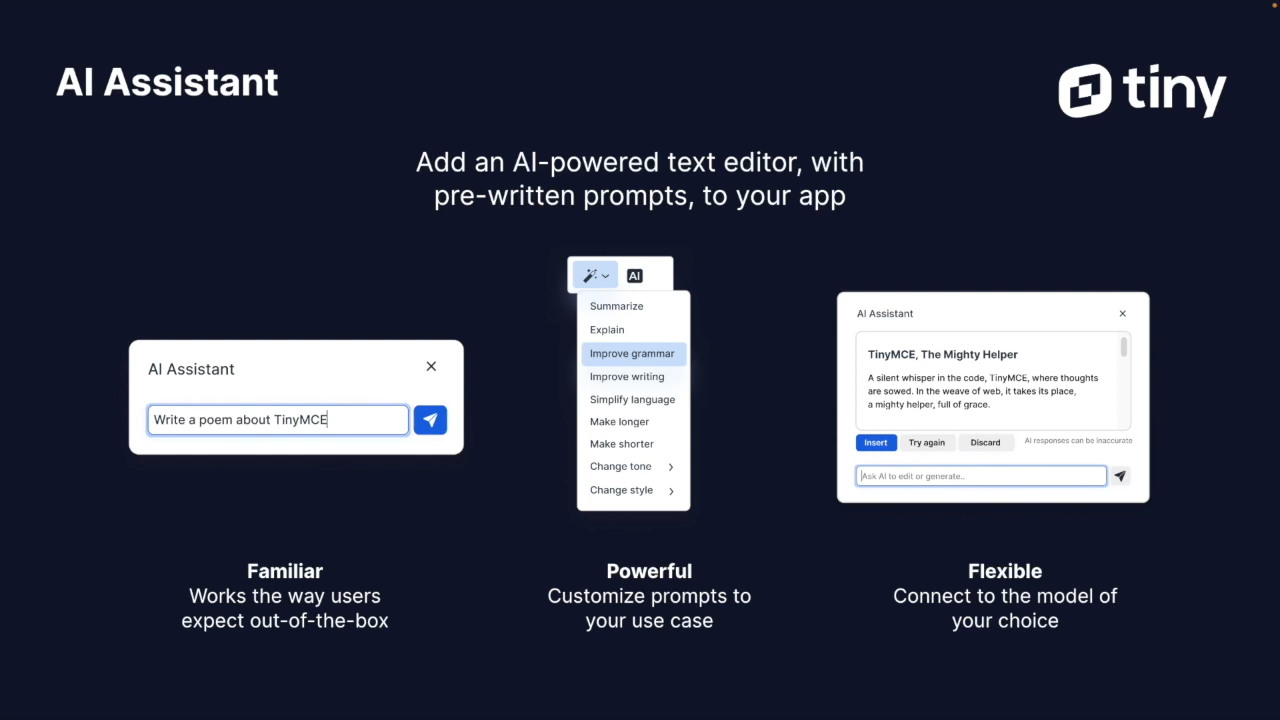 AI Assistant
tiny
Add an AI-powered text editor, with
pre-written prompts, to your app
AI Assistant
Write a poem about TinyMCE
AI
Summarize
Explain
Improve grammar
Improve writing
Simplify language
Make longer
Make shorter
Change tone
Change style
AI Assistant
TinyMCE, The Mighty Helper
A silent whisper in the code, TinyMCE, where thoughts
are sowed. In the weave of web, it takes its place,
a mighty helper, full of grace.
Insert Try again Discard AI responses can be inaccurate
Ask AI to edit or generate..
Familiar
Works the way users
expect out-of-the-box
Powerful
Customize prompts to
your use case
Flexible
Connect to the model of
your choice